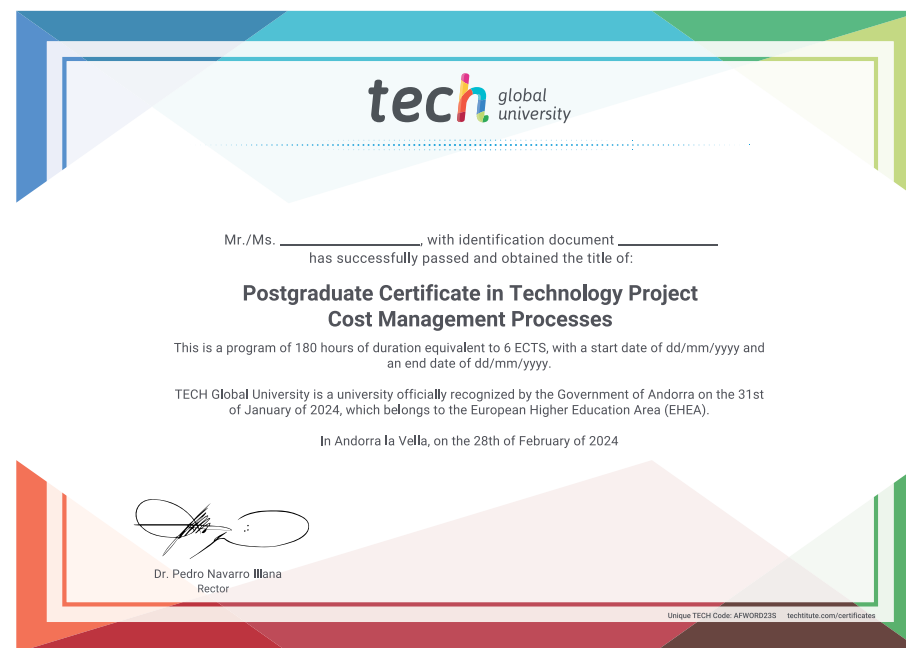 tech global
university
Mr./Ms. ____________, with identification document ____________
has successfully passed and obtained the title of:
Postgraduate Certificate in Technology Project
Cost Management Processes
This is a program of 180 hours of duration equivalent to 6 ECTS, with a start date of dd/mm/yyyy and
an end date of dd/mm/yyyy.
TECH Global University is a university officially recognized by the Government of Andorra on the 31st
of January of 2024, which belongs to the European Higher Education Area (EHEA).
In Andorra la Vella, on the 28th of February of 2024
Dr. Pedro Navarro Illana
Rector
Unique TECH Code: AFWORD23S techtitute.com/certificates